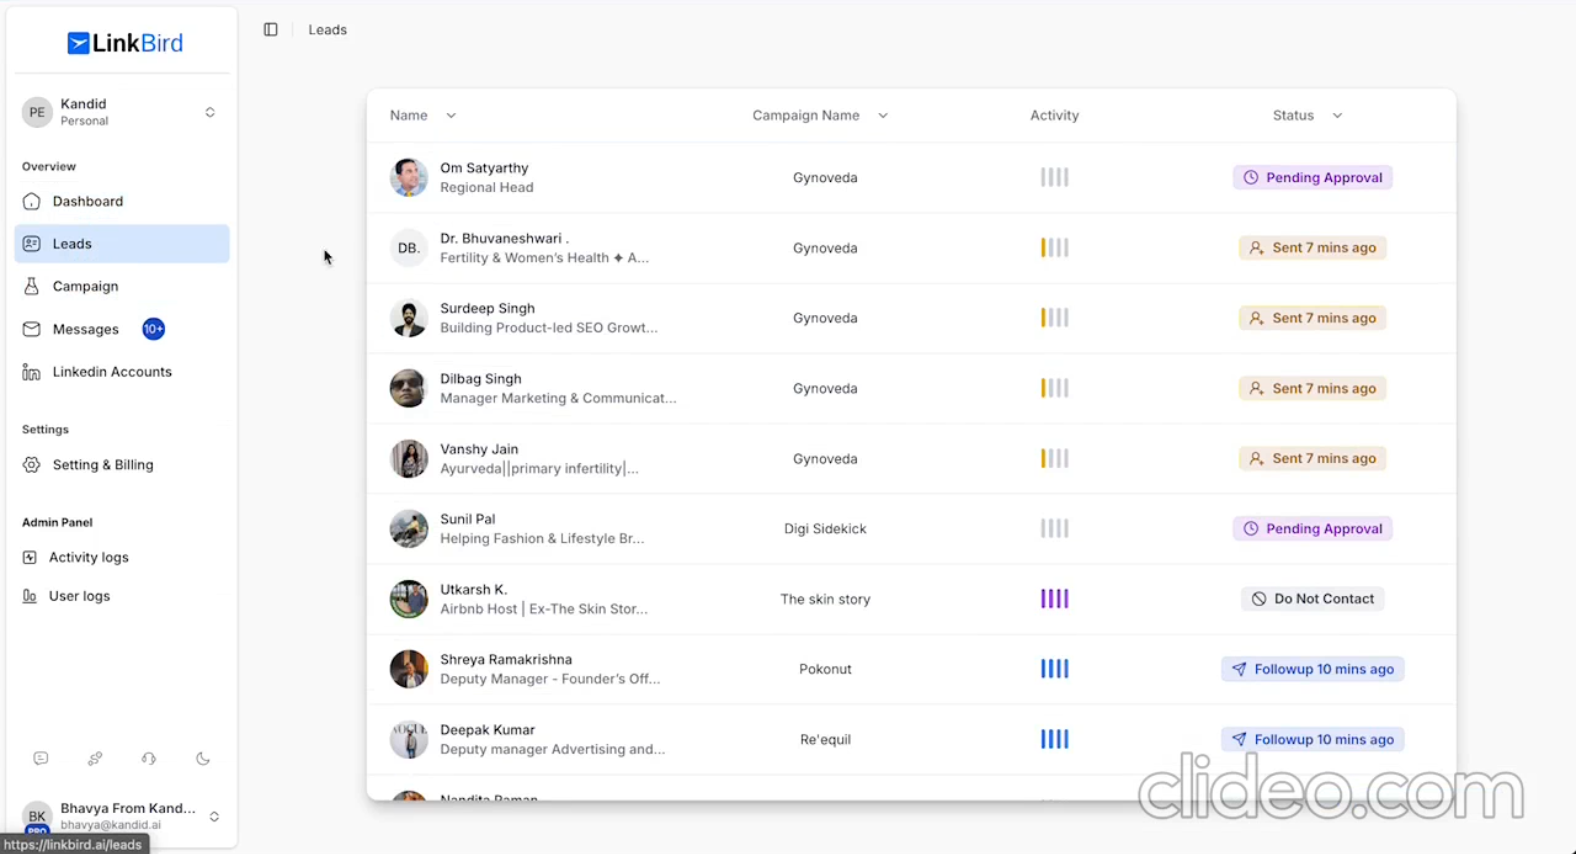 LinkBird
PE
Kandid
Personal
Overview
Dashboard
Leads
Campaign
Messages 10+
Linkedin Accounts
Settings
Setting & Billing
Admin Panel
Activity logs
User logs
BK
PRO
Bhavya From Kand...
bhavya@kandid.ai
https://linkbird.ai/leads
Leads
Name Campaign Name Activity Status
Om Satyarthy
Regional Head
Gynoveda
Pending Approval
DB.
Dr. Bhuvaneshwari .
Fertility & Women's Health ✦ A...
Gynoveda
Sent 7 mins ago
Surdeep Singh
Building Product-led SEO Growt...
Gynoveda
Sent 7 mins ago
Dilbag Singh
Manager Marketing & Communicat...
Gynoveda
Sent 7 mins ago
Vanshy Jain
Ayurveda||primary infertility|...
Gynoveda
Sent 7 mins ago
Sunil Pal
Helping Fashion & Lifestyle Br...
Digi Sidekick
Pending Approval
Utkarsh K.
Airbnb Host | Ex-The Skin Stor...
The skin story
Do Not Contact
Shreya Ramakrishna
Deputy Manager - Founder's Off...
Pokonut
Followup 10 mins ago
VOGUE
Deepak Kumar
Deputy manager Advertising and...
Re'equil
Followup 10 mins ago
Nandita Raman
clideo.com